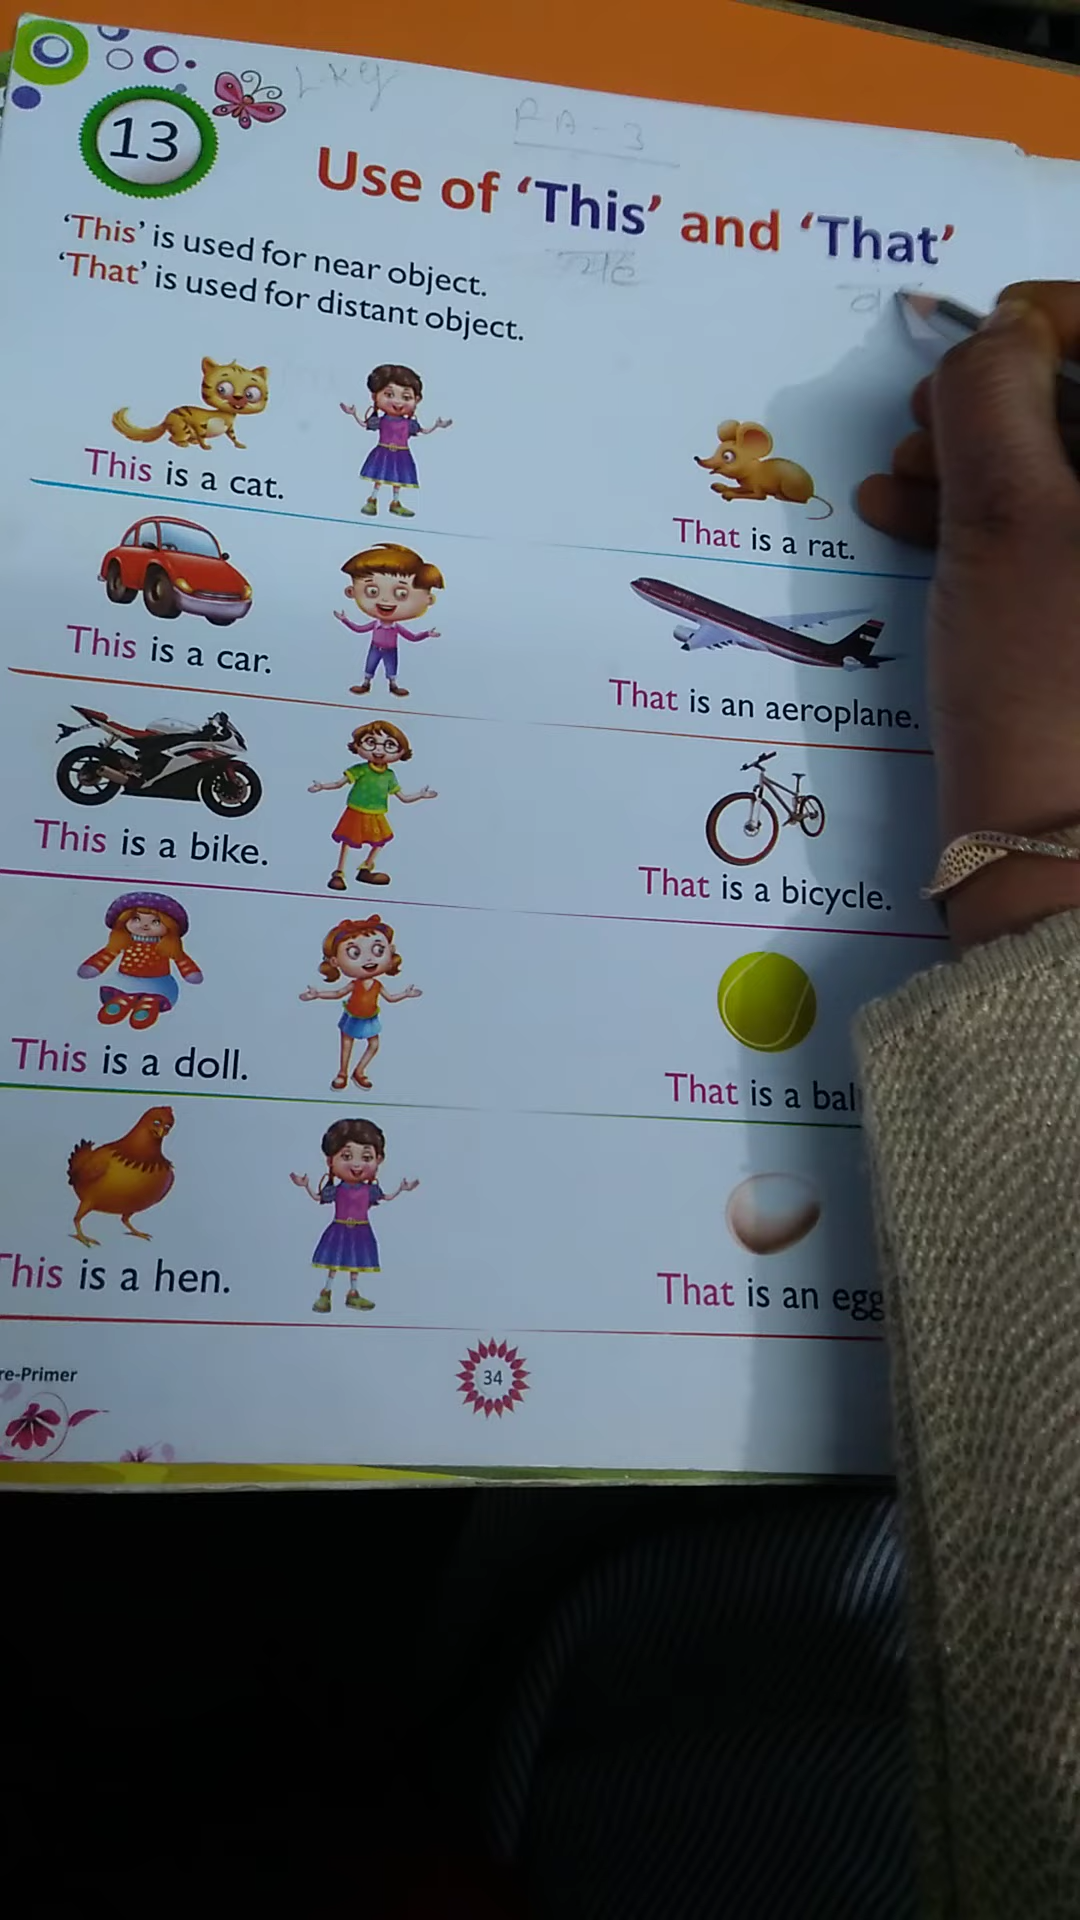 Lkg
FA-3
13
Use of ‘This’ and ‘That’
यह
‘This’ is used for near object.
‘That’ is used for distant object.
This is a cat.
That is a rat.
This is a car.
That is an aeroplane.
This is a bike.
That is a bicycle.
This is a doll.
That is a bal
This is a hen.
That is an egg
re-Primer
34